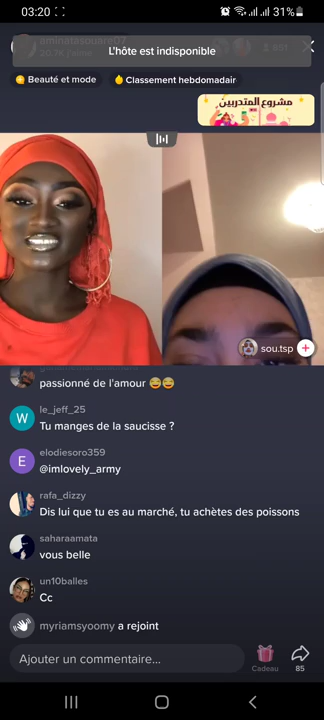 03:20
31%
L'hôte est indisponible
Beauté et mode
Classement hebdomadair
مشروع المتدربين
sou.tsp
passionné de l'amour 😂😂
W
le_jeff_25
Tu manges de la saucisse ?
E
elodiesoro359
@imlovely_army
rafa_dizzy
Dis lui que tu es au marché, tu achètes des poissons
saharaamata
vous belle
un10balles
Cc
myriamsyoomy a rejoint
Ajouter un commentaire...
Cadeau
85